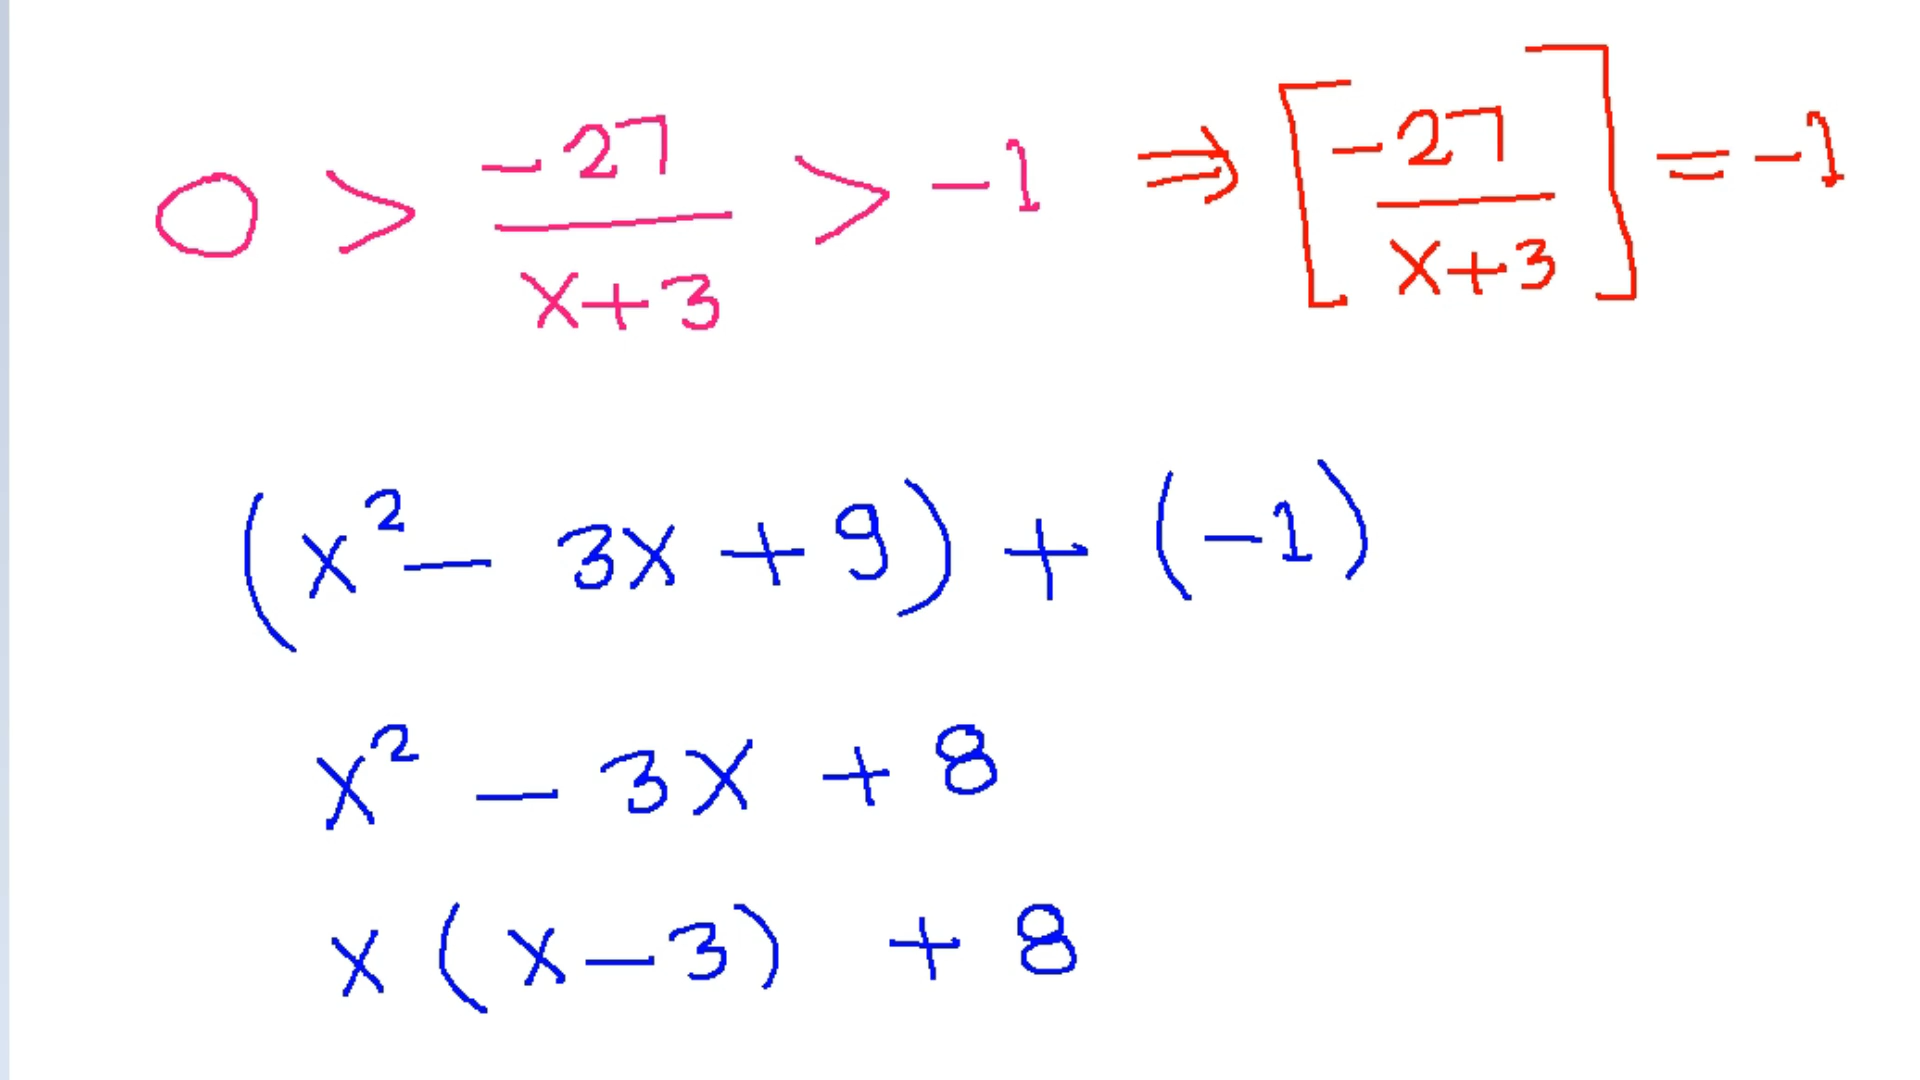 0 > -27/(x+3) > -1 ⇒ [-27/(x+3)] = -1
(x² - 3x + 9) + (-1)
x² - 3x + 8
x(x-3) + 8